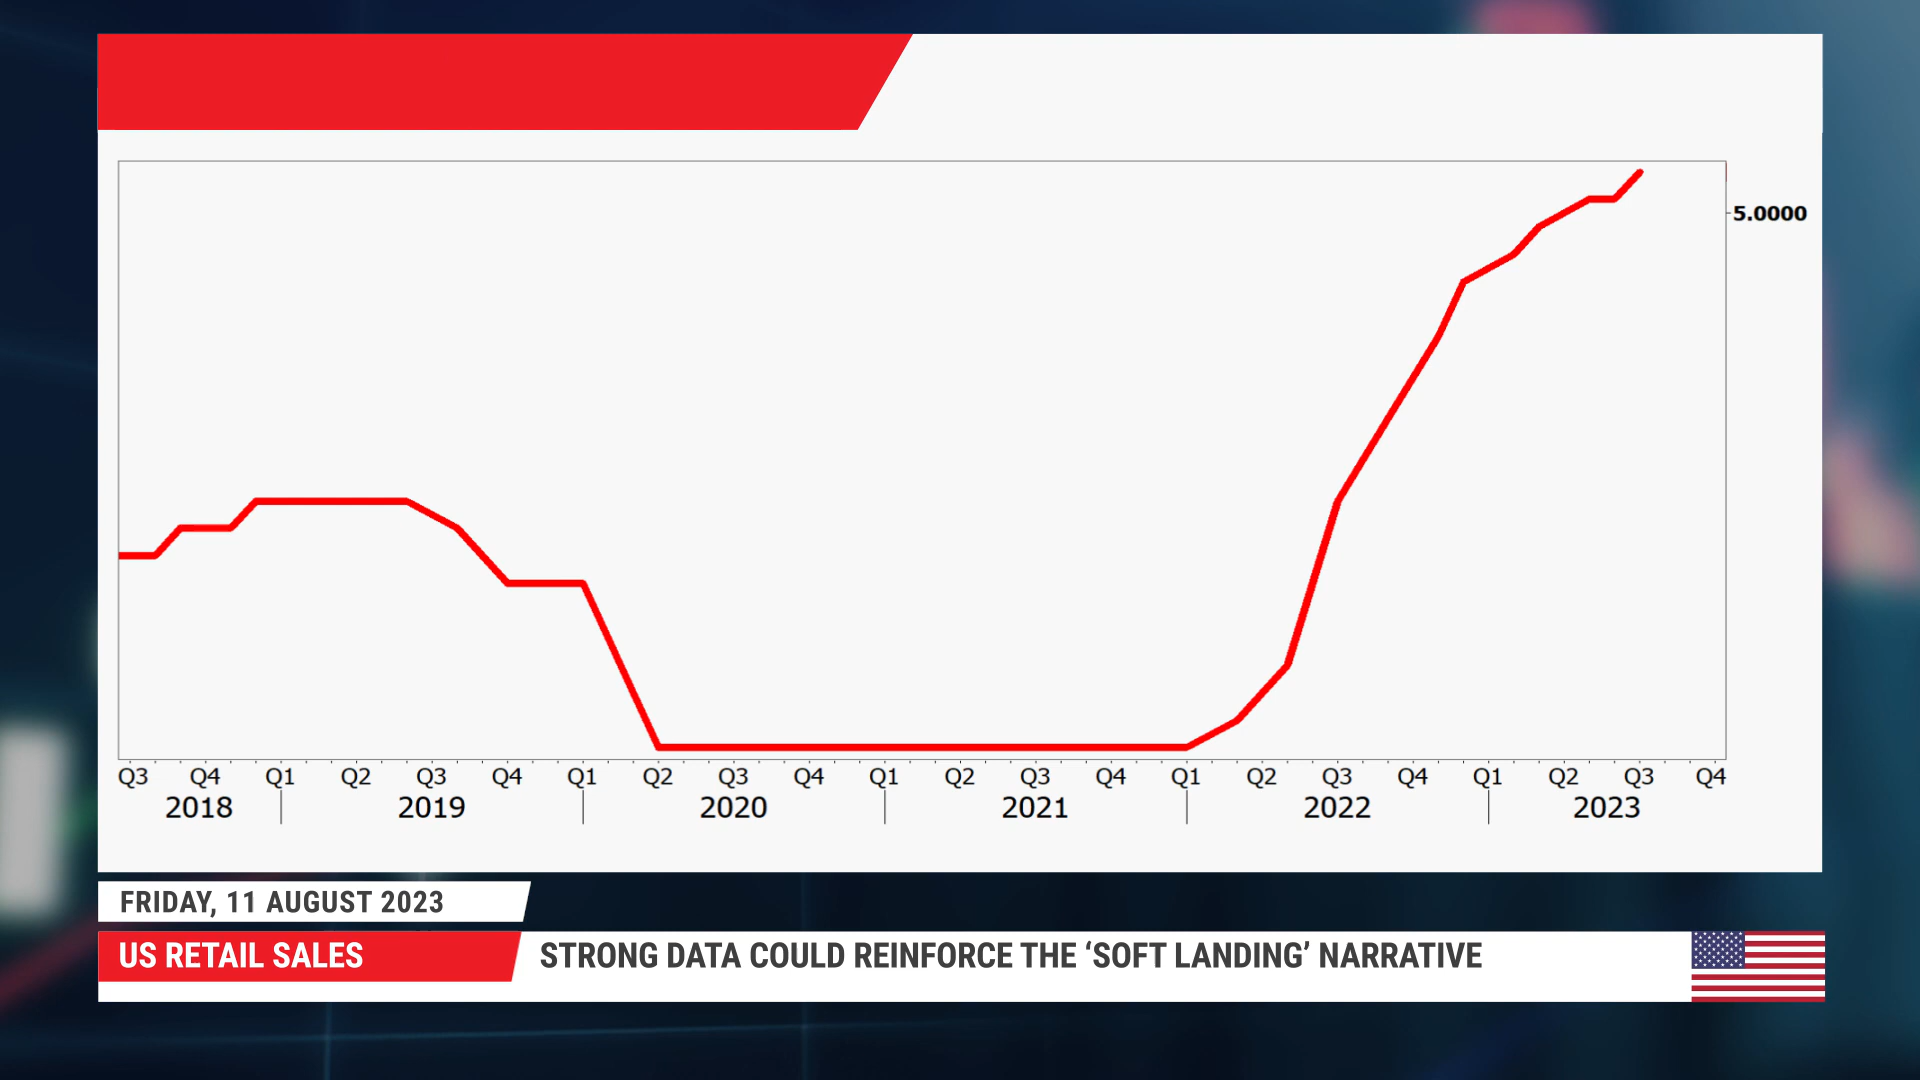 5.0000
Q3 Q4 Q1 Q2 Q3 Q4 Q1 Q2 Q3 Q4 Q1 Q2 Q3 Q4 Q1 Q2 Q3 Q4 Q1 Q2 Q3 Q4
2018 2019 2020 2021 2022 2023
FRIDAY, 11 AUGUST 2023
US RETAIL SALES
STRONG DATA COULD REINFORCE THE ‘SOFT LANDING’ NARRATIVE